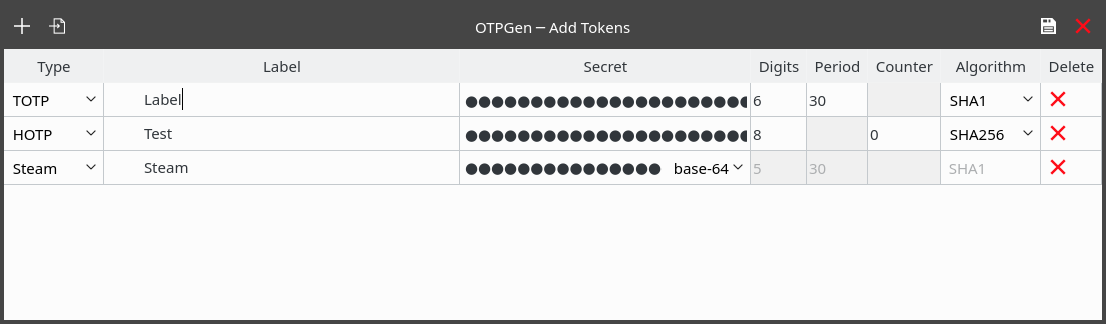 OTPGen — Add Tokens
Type Label Secret Digits Period Counter Algorithm Delete
TOTP Label ●●●●●●●●●●●●●●●●●●●●●● 6 30 SHA1
HOTP Test ●●●●●●●●●●●●●●●●●●●●●● 8 0 SHA256
Steam Steam ●●●●●●●●●●●●●●● base-64 5 30 SHA1